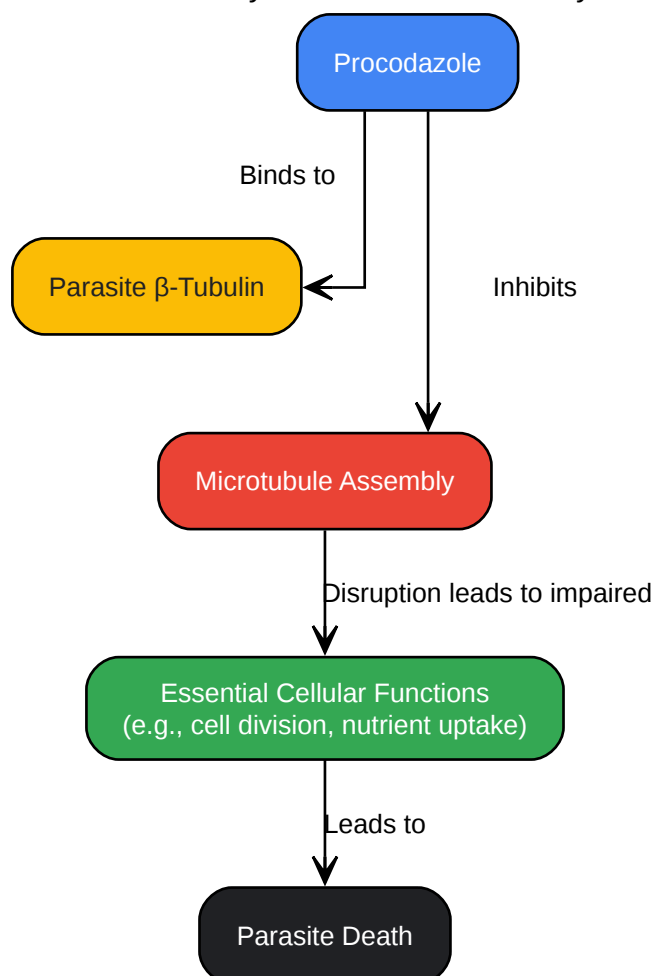 Procodazole
Binds to
Parasite β-Tubulin
Inhibits
Microtubule Assembly
Disruption leads to impaired
Essential Cellular Functions
(e.g., cell division, nutrient uptake)
Leads to
Parasite Death